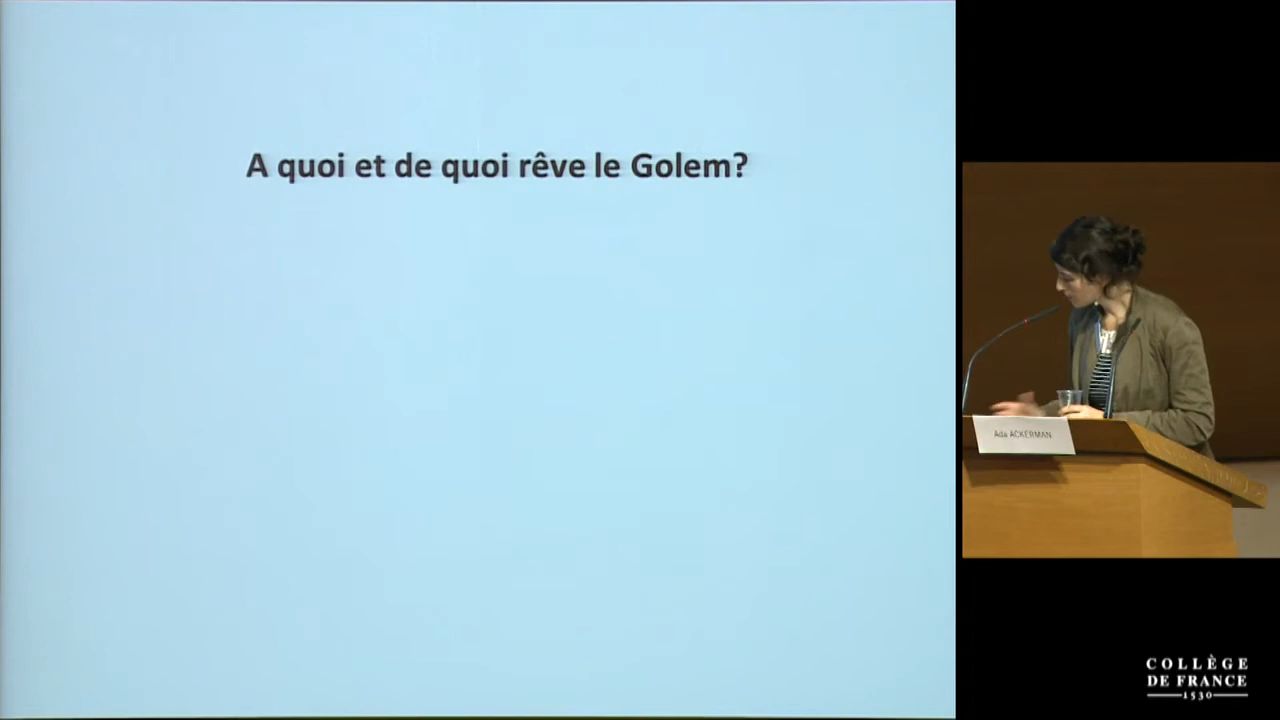 A quoi et de quoi rêve le Golem?
Ada ACKERMAN
COLLÈGE
DE FRANCE
1530